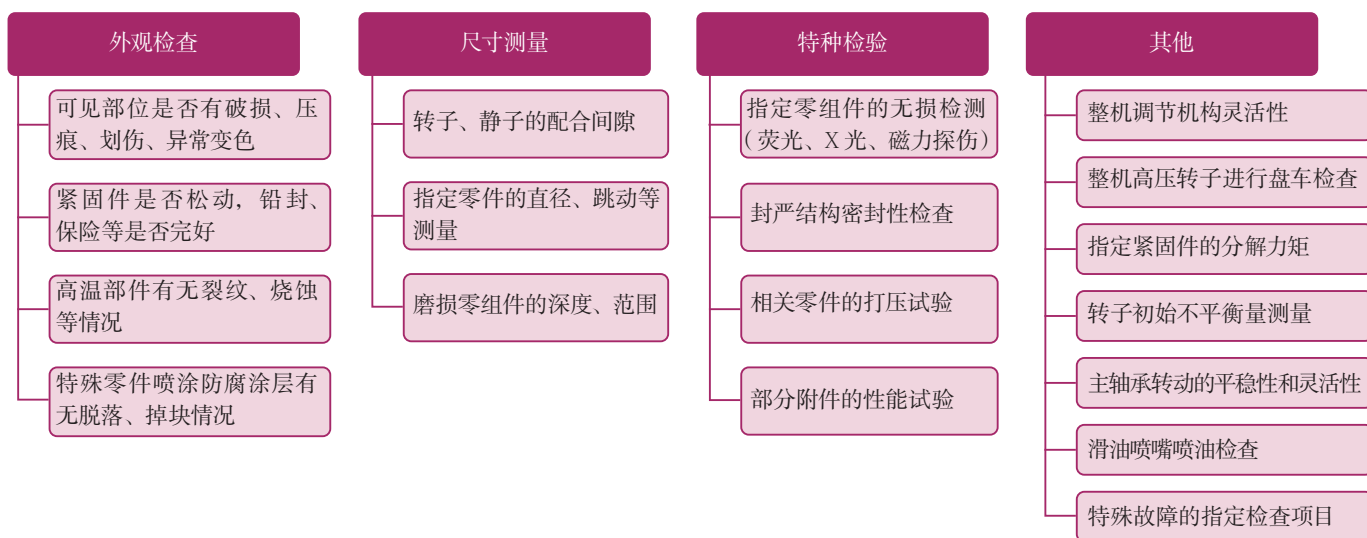 外观检查
可见部位是否有破损、压
痕、划伤、异常变色
紧固件是否松动，铅封、
保险等是否完好
高温部件有无裂纹、烧蚀
等情况
特殊零件喷涂防腐涂层有
无脱落、掉块情况
尺寸测量
转子、静子的配合间隙
指定零件的直径、跳动等
测量
磨损零组件的深度、范围
特种检验
指定零组件的无损检测
（荧光、X 光、磁力探伤）
封严结构密封性检查
相关零件的打压试验
部分附件的性能试验
其他
整机调节机构灵活性
整机高压转子进行盘车检查
指定紧固件的分解力矩
转子初始不平衡量测量
主轴承转动的平稳性和灵活性
滑油喷嘴喷油检查
特殊故障的指定检查项目